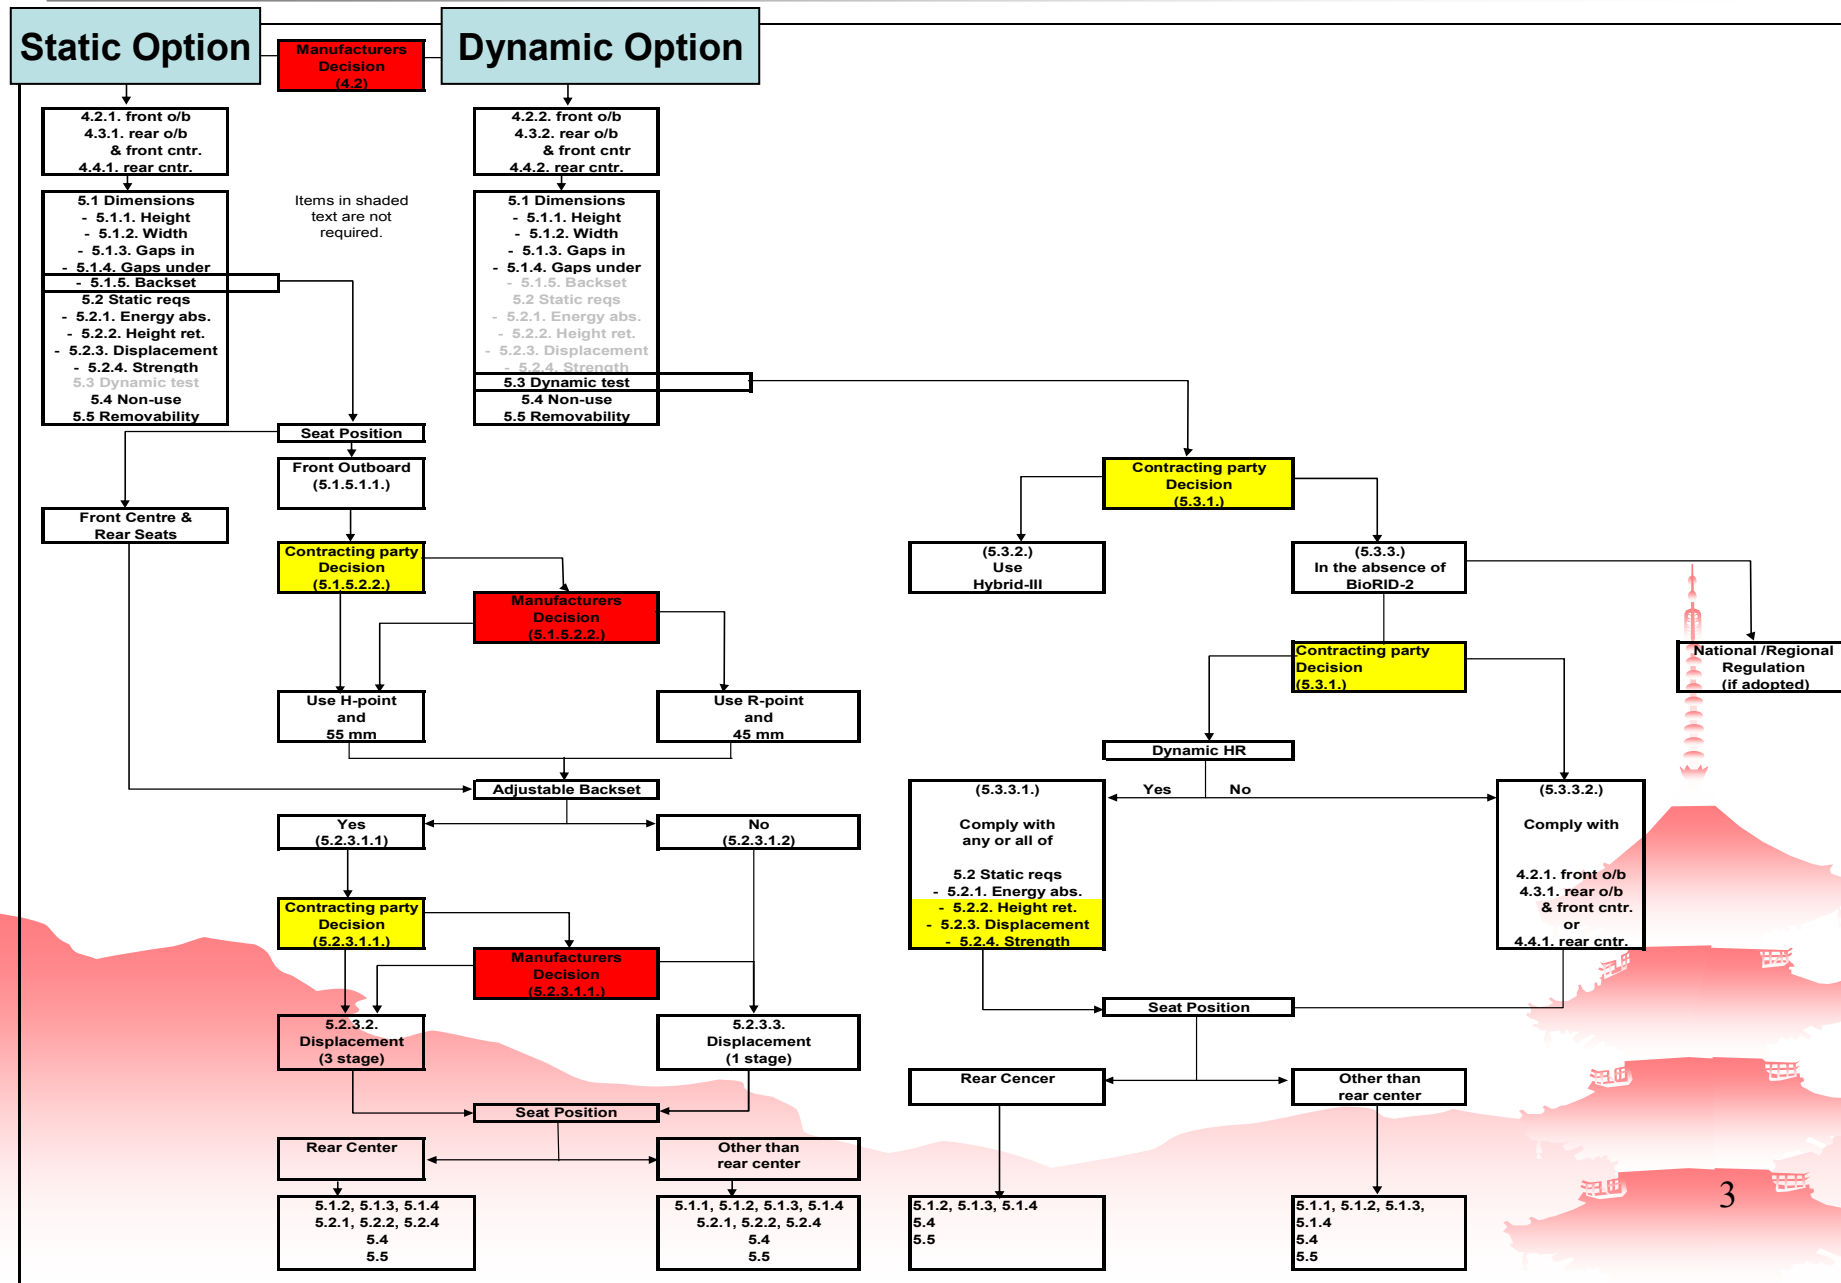 Static Option
Manufacturers
Decision
(4.2)
Dynamic Option
4.2.1. front o/b
4.3.1. rear o/b
& front cntr.
4.4.1. rear cntr.
4.2.2. front o/b
4.3.2. rear o/b
& front cntr
4.4.2. rear cntr.
5.1 Dimensions
- 5.1.1. Height
- 5.1.2. Width
- 5.1.3. Gaps in
- 5.1.4. Gaps under
- 5.1.5. Backset
5.2 Static reqs
- 5.2.1. Energy abs.
- 5.2.2. Height ret.
- 5.2.3. Displacement
- 5.2.4. Strength
5.3 Dynamic test
5.4 Non-use
5.5 Removability
Items in shaded
text are not
required.
5.1 Dimensions
- 5.1.1. Height
- 5.1.2. Width
- 5.1.3. Gaps in
- 5.1.4. Gaps under
- 5.1.5. Backset
5.2 Static reqs
- 5.2.1. Energy abs.
- 5.2.2. Height ret.
- 5.2.3. Displacement
- 5.2.4. Strength
5.3 Dynamic test
5.4 Non-use
5.5 Removability
Seat Position
Front Outboard
(5.1.5.1.1.)
Front Centre &
Rear Seats
Contracting party
Decision
(5.1.5.2.2.)
Manufacturers
Decision
(5.1.5.2.2.)
Use H-point
and
55 mm
Use R-point
and
45 mm
Adjustable Backset
Yes
(5.2.3.1.1)
No
(5.2.3.1.2)
Contracting party
Decision
(5.2.3.1.1.)
Manufacturers
Decision
(5.2.3.1.1.)
5.2.3.2.
Displacement
(3 stage)
5.2.3.3.
Displacement
(1 stage)
Seat Position
Rear Center
Other than
rear center
5.1.2, 5.1.3, 5.1.4
5.2.1, 5.2.2, 5.2.4
5.4
5.5
5.1.1, 5.1.2, 5.1.3, 5.1.4
5.2.1, 5.2.2, 5.2.4
5.4
5.5
Contracting party
Decision
(5.3.1.)
(5.3.2.)
Use
Hybrid-III
(5.3.3.)
In the absence of
BioRID-2
Contracting party
Decision
(5.3.1.)
National /Regional
Regulation
(if adopted)
Dynamic HR
Yes
No
(5.3.3.1.)
Comply with
any or all of
5.2 Static reqs
- 5.2.1. Energy abs.
- 5.2.2. Height ret.
- 5.2.3. Displacement
- 5.2.4. Strength
(5.3.3.2.)
Comply with
4.2.1. front o/b
4.3.1. rear o/b
& front cntr.
or
4.4.1. rear cntr.
Seat Position
Rear Cencer
Other than
rear center
5.1.2, 5.1.3, 5.1.4
5.4
5.5
5.1.1, 5.1.2, 5.1.3,
5.1.4
5.4
5.5
3